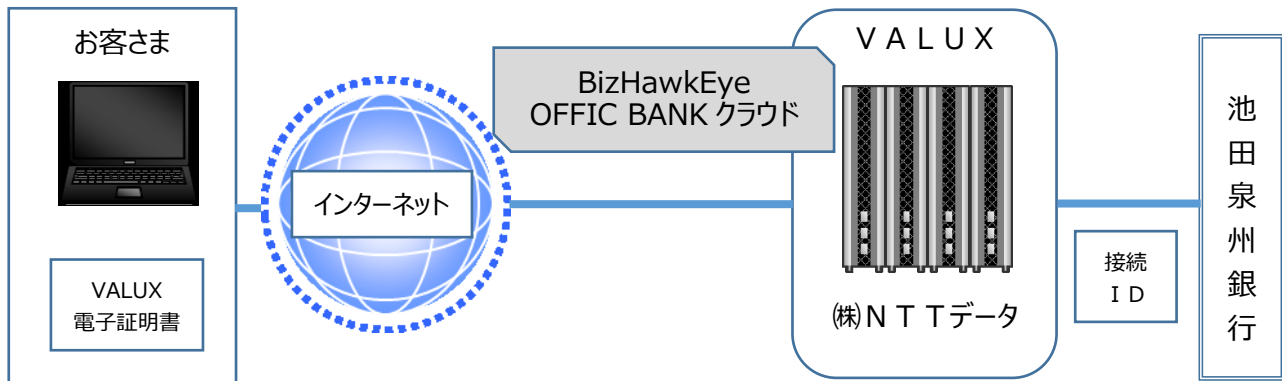 お客さま
VALUX
電子証明書
インターネット
BizHawkEye
OFFIC BANK クラウド
ＶＡＬＵＸ
㈱ＮＴＴデータ
接続
ＩＤ
池
田
泉
州
銀
行